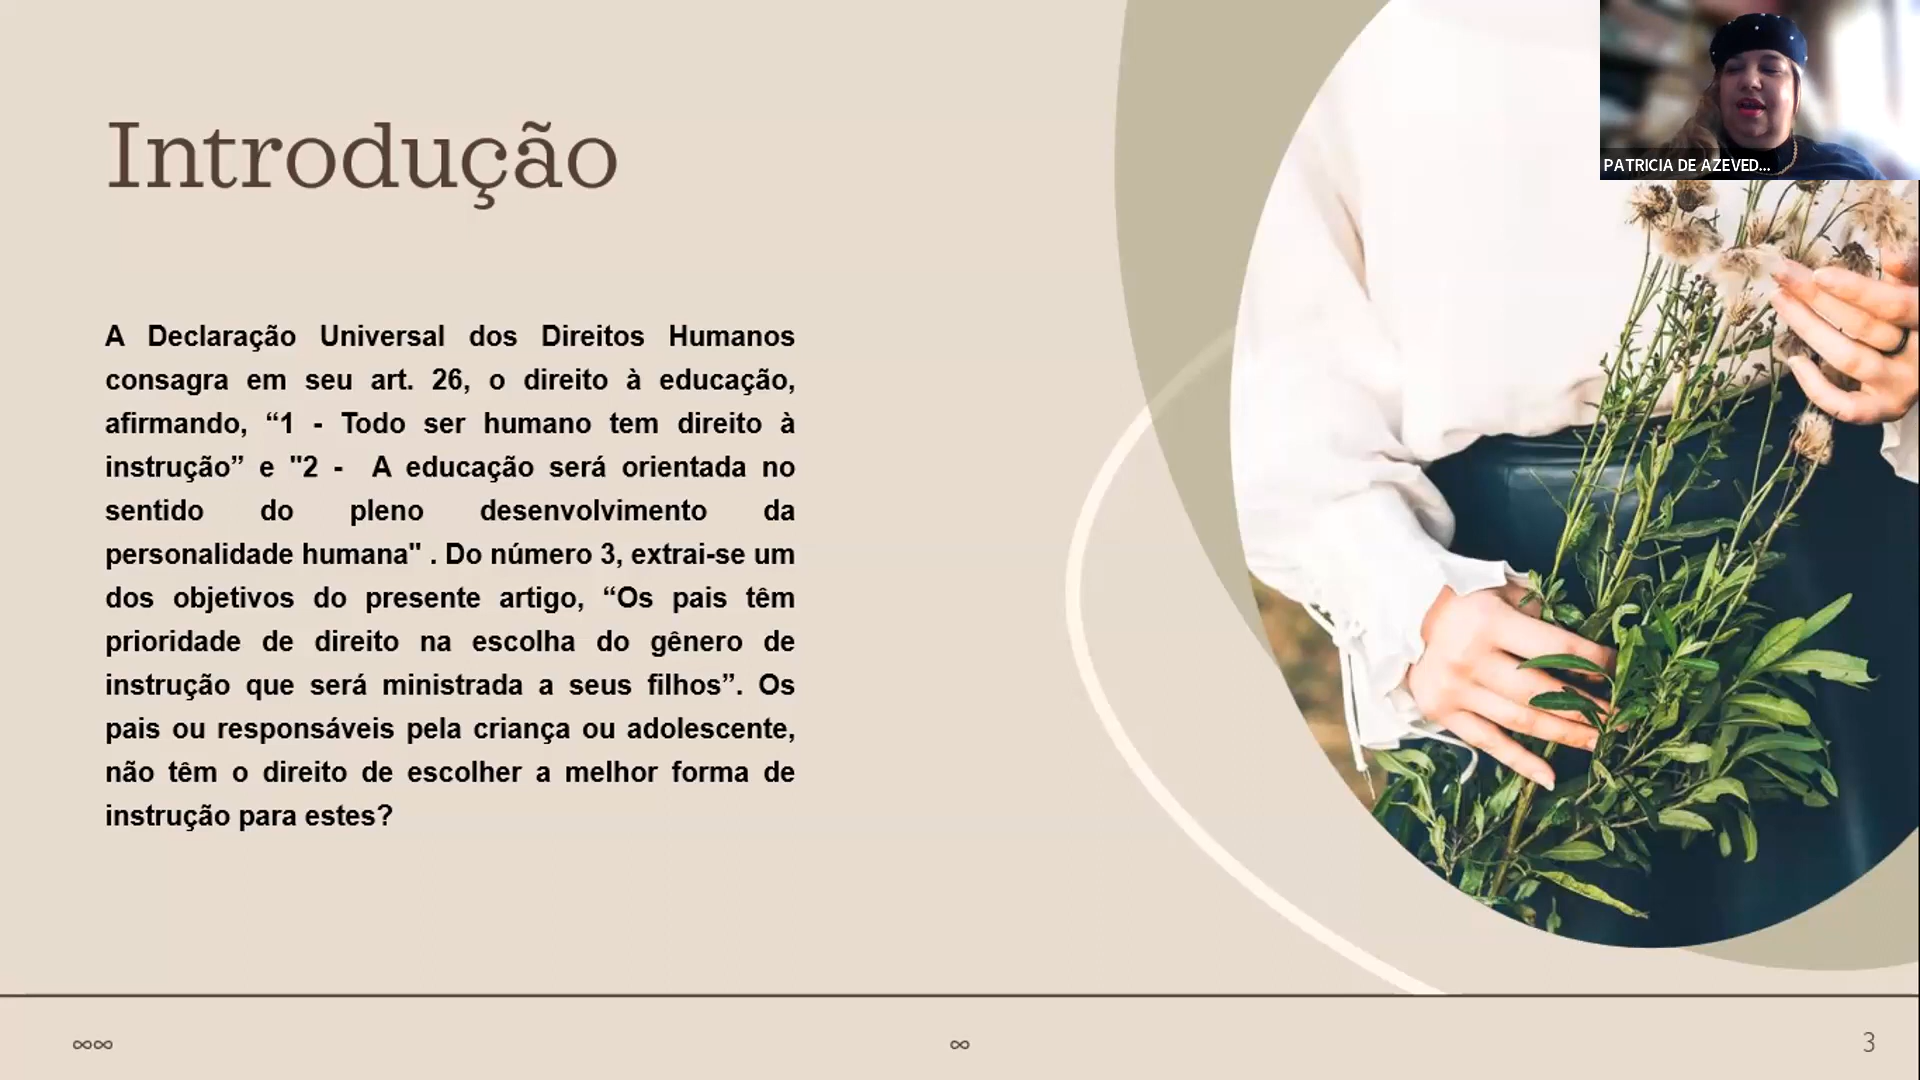 Introdução
PATRICIA DE AZEVED...
A Declaração Universal dos Direitos Humanos
consagra em seu art. 26, o direito à educação,
afirmando, “1 - Todo ser humano tem direito à
instrução” e "2 - A educação será orientada no
sentido do pleno desenvolvimento da
personalidade humana" . Do número 3, extrai-se um
dos objetivos do presente artigo, “Os pais têm
prioridade de direito na escolha do gênero de
instrução que será ministrada a seus filhos”. Os
pais ou responsáveis pela criança ou adolescente,
não têm o direito de escolher a melhor forma de
instrução para estes?
∞∞
∞
3